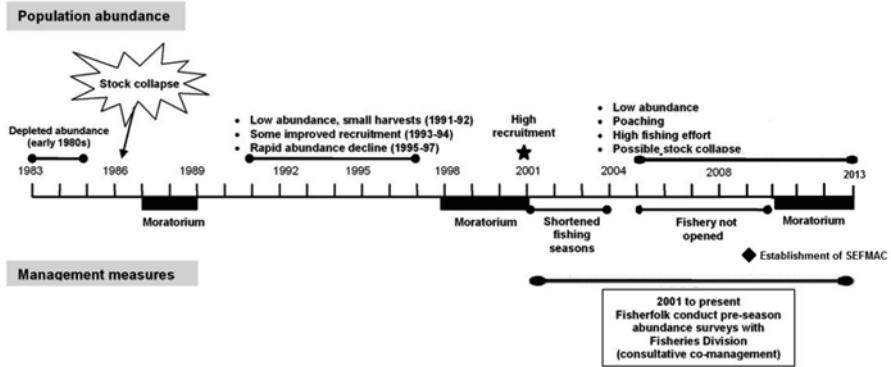 Population abundance
Stock collapse
Depleted abundance
(early 1980s)
• Low abundance, small harvests (1991-92)
• Some improved recruitment (1993-94)
• Rapid abundance decline (1995-97)
High
recruitment
• Low abundance
• Poaching
• High fishing effort
• Possible stock collapse
1983 1986 1989 1992 1995 1998 2001 2004 2008 2013
Moratorium
Moratorium
Shortened
fishing
seasons
Fishery not
opened
Moratorium
Establishment of SEFMAC
Management measures
2001 to present
Fisherfolk conduct pre-season
abundance surveys with
Fisheries Division
(consultative co-management)